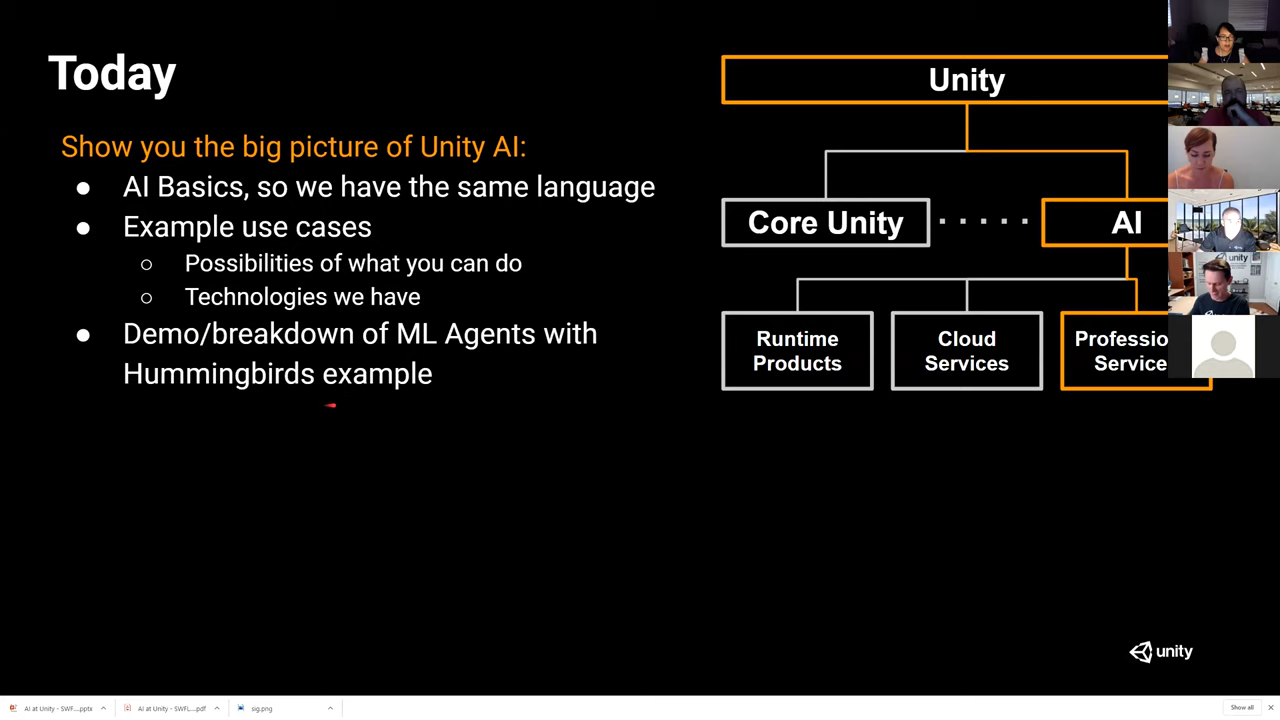 Today
Show you the big picture of Unity AI:
● AI Basics, so we have the same language
● Example use cases
○ Possibilities of what you can do
○ Technologies we have
● Demo/breakdown of ML Agents with
Hummingbirds example
Unity
Core Unity
AI
Runtime
Products
Cloud
Services
Professio
Service
unity
unity
AI at Unity - SWF....pptx
AI at Unity - SWFL....pdf
sig.png
Show all